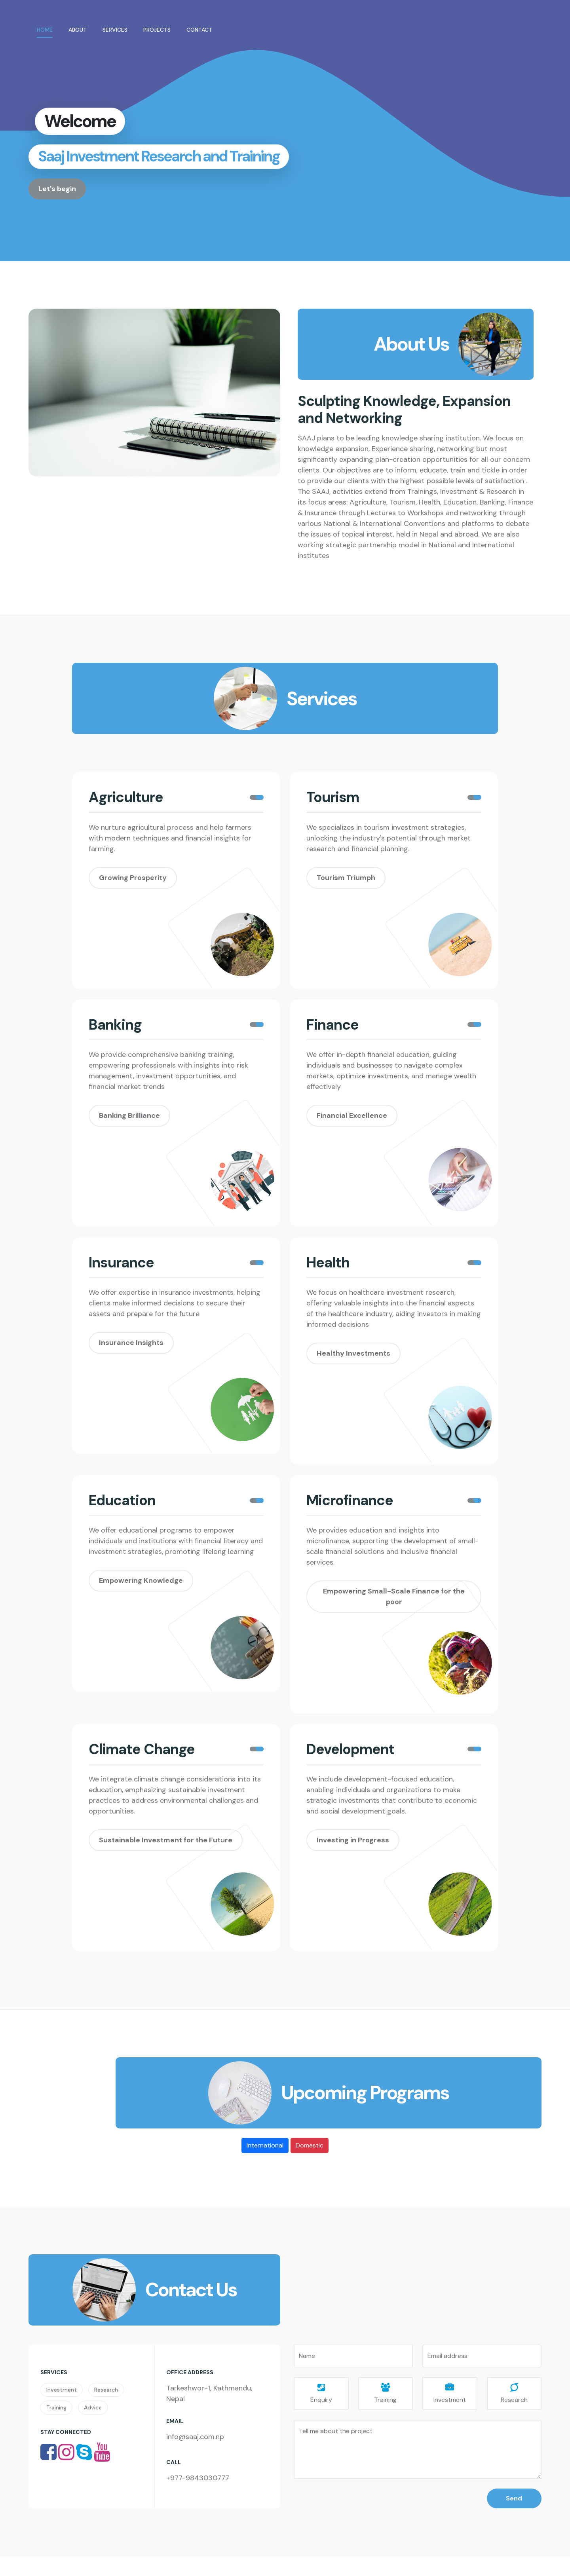 HOME ABOUT SERVICES PROJECTS CONTACT
Welcome
Saaj Investment Research and Training
Let's begin
About Us
Sculpting Knowledge, Expansion
and Networking
SAAJ plans to be leading knowledge sharing institution. We focus on
knowledge expansion, Experience sharing, networking but most
significantly expanding plan-creation opportunities for all our concern
clients. Our objectives are to inform, educate, train and tickle in order
to provide our clients with the highest possible levels of satisfaction .
The SAAJ, activities extend from Trainings, Investment & Research in
its focus areas: Agriculture, Tourism, Health, Education, Banking, Finance
& Insurance through Lectures to Workshops and networking through
various National & International Conventions and platforms to debate
the issues of topical interest, held in Nepal and abroad. We are also
working strategic partnership model in National and International
institutes
Services
Agriculture
We nurture agricultural process and help farmers
with modern techniques and financial insights for
farming.
Growing Prosperity
Tourism
We specializes in tourism investment strategies,
unlocking the industry's potential through market
research and financial planning.
Tourism Triumph
Banking
We provide comprehensive banking training,
empowering professionals with insights into risk
management, investment opportunities, and
financial market trends
Banking Brilliance
Finance
We offer in-depth financial education, guiding
individuals and businesses to navigate complex
markets, optimize investments, and manage wealth
effectively
Financial Excellence
Insurance
We offer expertise in insurance investments, helping
clients make informed decisions to secure their
assets and prepare for the future
Insurance Insights
Health
We focus on healthcare investment research,
offering valuable insights into the financial aspects
of the healthcare industry, aiding investors in making
informed decisions
Healthy Investments
Education
We offer educational programs to empower
individuals and institutions with financial literacy and
investment strategies, promoting lifelong learning
Empowering Knowledge
Microfinance
We provides education and insights into
microfinance, supporting the development of small-
scale financial solutions and inclusive financial
services.
Empowering Small-Scale Finance for the
poor
Climate Change
We integrate climate change considerations into its
education, emphasizing sustainable investment
practices to address environmental challenges and
opportunities.
Sustainable Investment for the Future
Development
We include development-focused education,
enabling individuals and organizations to make
strategic investments that contribute to economic
and social development goals.
Investing in Progress
Upcoming Programs
International Domestic
Contact Us
SERVICES
Investment Research
Training Advice
STAY CONNECTED
You
Tube
OFFICE ADDRESS
Tarkeshwor-1, Kathmandu,
Nepal
EMAIL
info@saaj.com.np
CALL
+977-9843030777
Name Email address
Enquiry Training Investment Research
Tell me about the project
Send